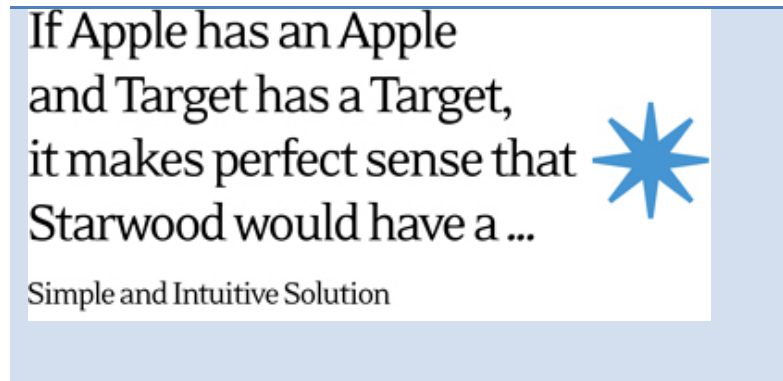 If Apple has an Apple
and Target has a Target,
it makes perfect sense that
Starwood would have a ...
Simple and Intuitive Solution